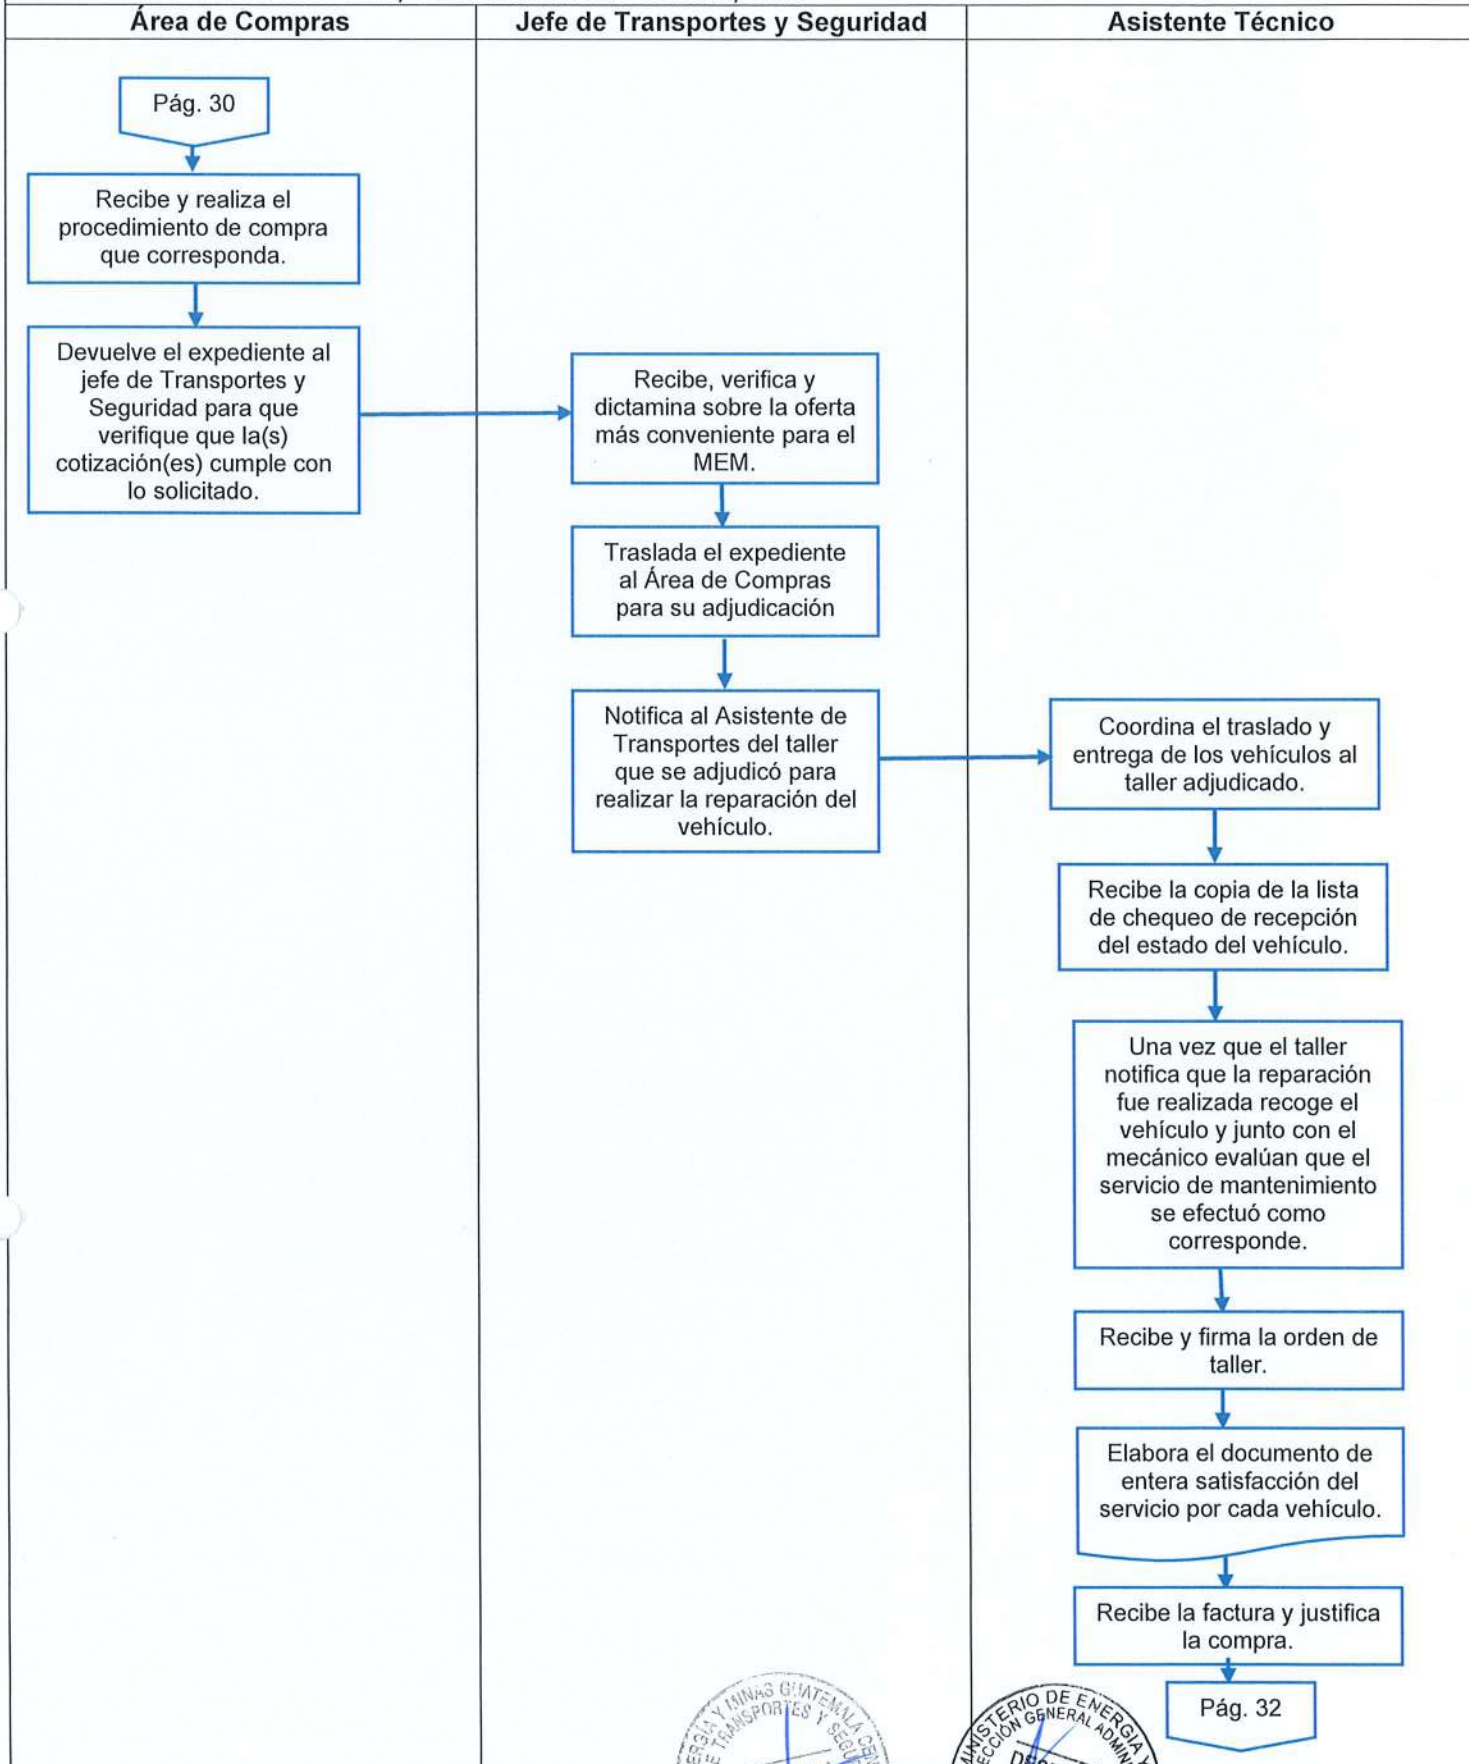 Área de Compras
Jefe de Transportes y Seguridad
Asistente Técnico
Pág. 30
Recibe y realiza el
procedimiento de compra
que corresponda.
Devuelve el expediente al
jefe de Transportes y
Seguridad para que
verifique que la(s)
cotización(es) cumple con
lo solicitado.
Recibe, verifica y
dictamina sobre la oferta
más conveniente para el
MEM.
Traslada el expediente
al Área de Compras
para su adjudicación
Notifica al Asistente de
Transportes del taller
que se adjudicó para
realizar la reparación del
vehículo.
Coordina el traslado y
entrega de los vehículos al
taller adjudicado.
Recibe la copia de la lista
de chequeo de recepción
del estado del vehículo.
Una vez que el taller
notifica que la reparación
fue realizada recoge el
vehículo y junto con el
mecánico evalúan que el
servicio de mantenimiento
se efectuó como
corresponde.
Recibe y firma la orden de
taller.
Elabora el documento de
entera satisfacción del
servicio por cada vehículo.
Recibe la factura y justifica
la compra.
Pág. 32
Y MINAS GUATEMALA
TRANSPORTES Y
DE ENERGIA Y
GENERAL